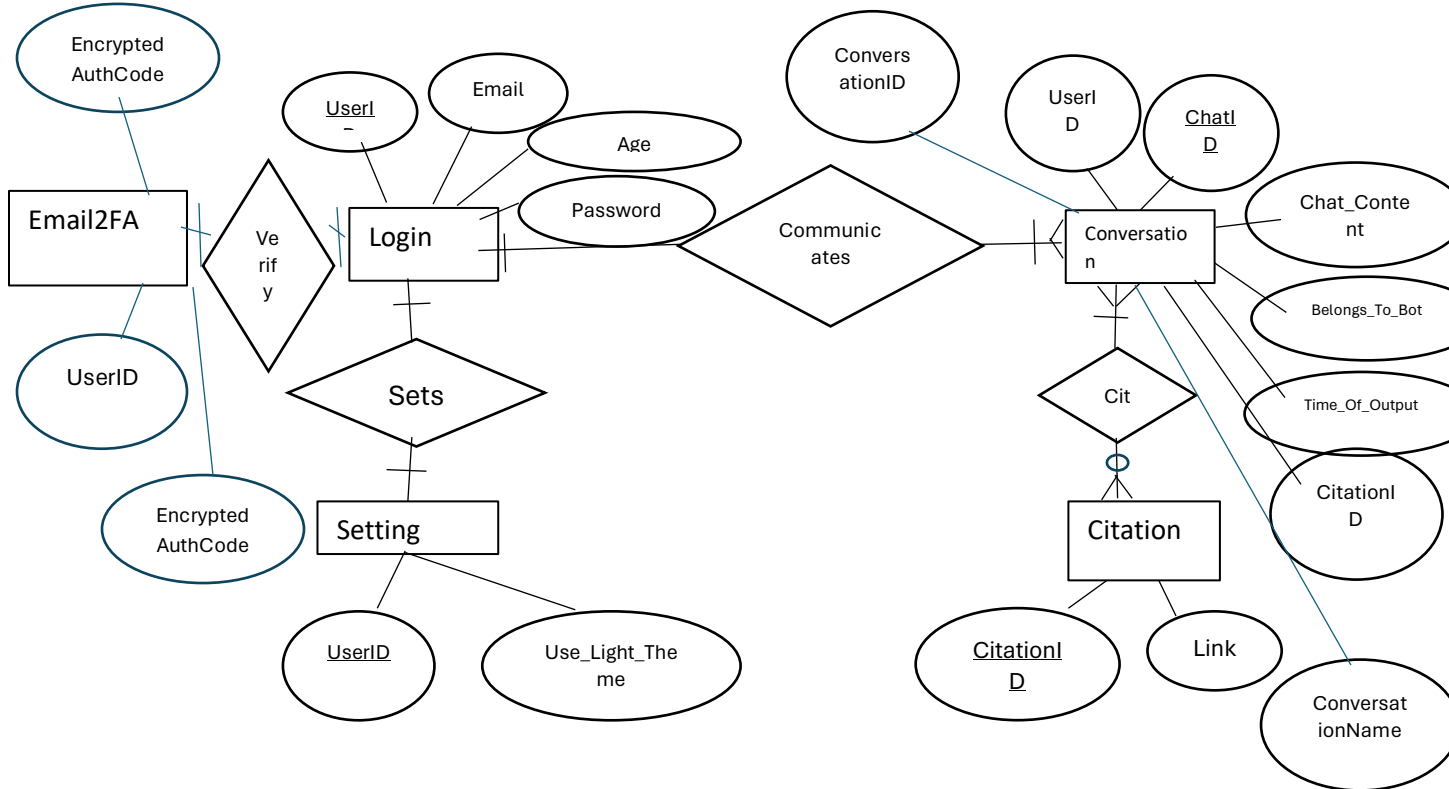 Encrypted
AuthCode
UserI
Email
Age
Password
Convers
ationID
UserI
D
ChatI
D
Email2FA
Ve
rif
y
Login
Communic
ates
Conversatio
n
Chat_Conte
nt
Belongs_To_Bot
Time_Of_Output
CitationI
D
UserID
Sets
Cit
Encrypted
AuthCode
Setting
Citation
UserID
Use_Light_The
me
CitationI
D
Link
Conversat
ionName